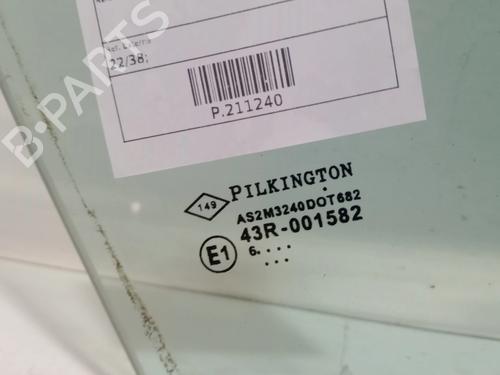 22/38;
P.211240
B-PARTS
149
PILKINGTON
AS2M3240DOT682
43R-001582
E1
6. ....
...